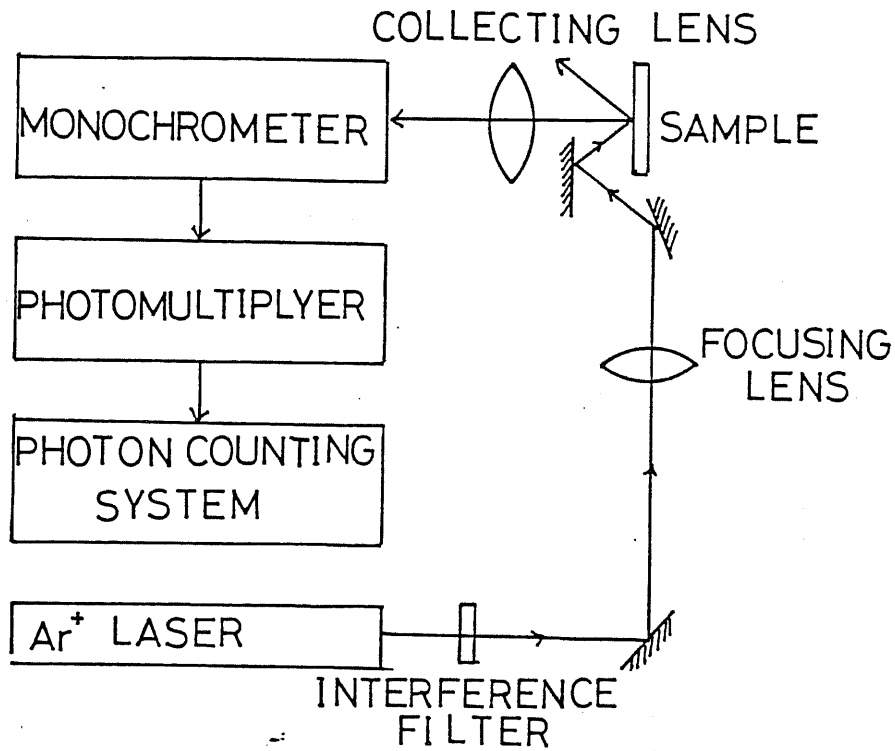 COLLECTING LENS
MONOCHROMETER
SAMPLE
PHOTOMULTIPLYER
FOCUSING
LENS
PHOTON COUNTING
SYSTEM
Ar⁺ LASER
INTERFERENCE
FILTER